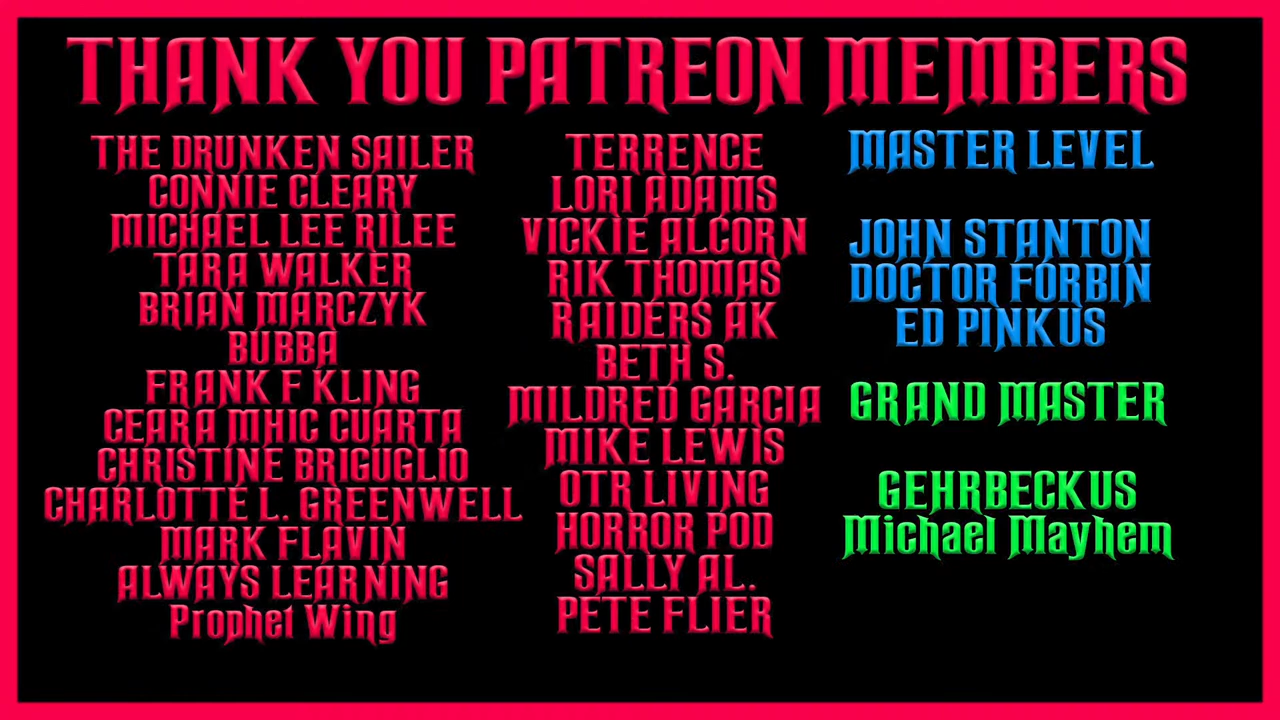 THANK YOU PATREON MEMBERS
THE DRUNKEN SAILER
CONNIE CLEARY
MICHAEL LEE RILEE
TARA WALKER
BRIAN MARCZYK
BUBBA
FRANK F KLING
CEARA MHIC CUARTA
CHRISTINE BRIGUGLIO
CHARLOTTE L. GREENWELL
MARK FLAVIN
ALWAYS LEARNING
Prophet Wing
TERRENCE
LORI ADAMS
VICKIE ALCORN
RIK THOMAS
RAIDERS AK
BETH S.
MILDRED GARCIA
MIKE LEWIS
OTR LIVING
HORROR POD
SALLY AL.
PETE FLIER
MASTER LEVEL
JOHN STANTON
DOCTOR FORBIN
ED PINKUS
GRAND MASTER
GEHRBECKUS
Michael Mayhem